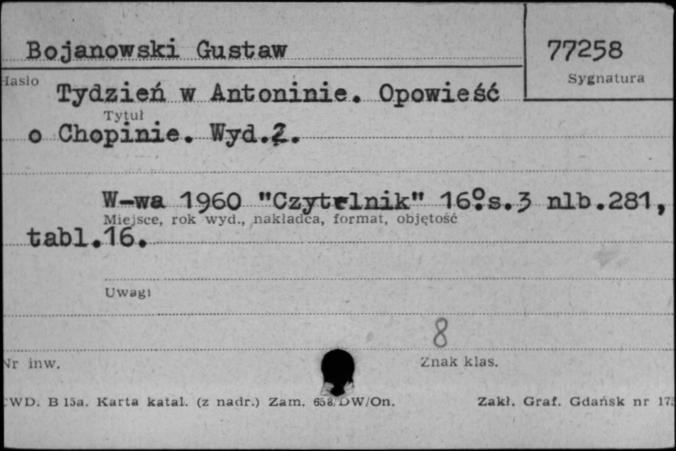 Bojanowski Gustaw 77258
Hasło Sygnatura
Tydzień w Antoninie. Opowieść
Tytuł
o Chopinie. Wyd.2.
W-wa 1960 "Czytelnik" 16°.s.3 nlb.281,
Miejsce, rok wyd., nakładca, format, objętość
tabl.16.
Uwagi
8
Nr inw. Znak klas.
CWD. B 15a. Karta katal. (z nadr.) Zam. 658/DW/On. Zakł. Graf. Gdańsk nr